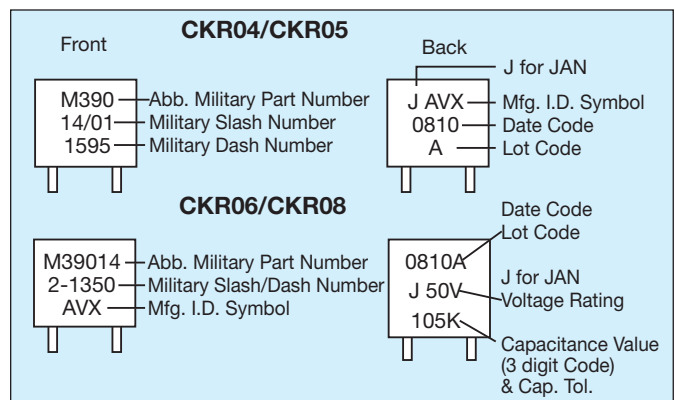 CKR04/CKR05
Front
M390 Abb. Military Part Number
14/01 Military Slash Number
1595 Military Dash Number
Back
J for JAN
J AVX Mfg. I.D. Symbol
0810 Date Code
A Lot Code
CKR06/CKR08
M39014 Abb. Military Part Number
2-1350 Military Slash/Dash Number
AVX Mfg. I.D. Symbol
Date Code
Lot Code
0810A
J 50V
105K
J for JAN
Voltage Rating
Capacitance Value
(3 digit Code)
& Cap. Tol.